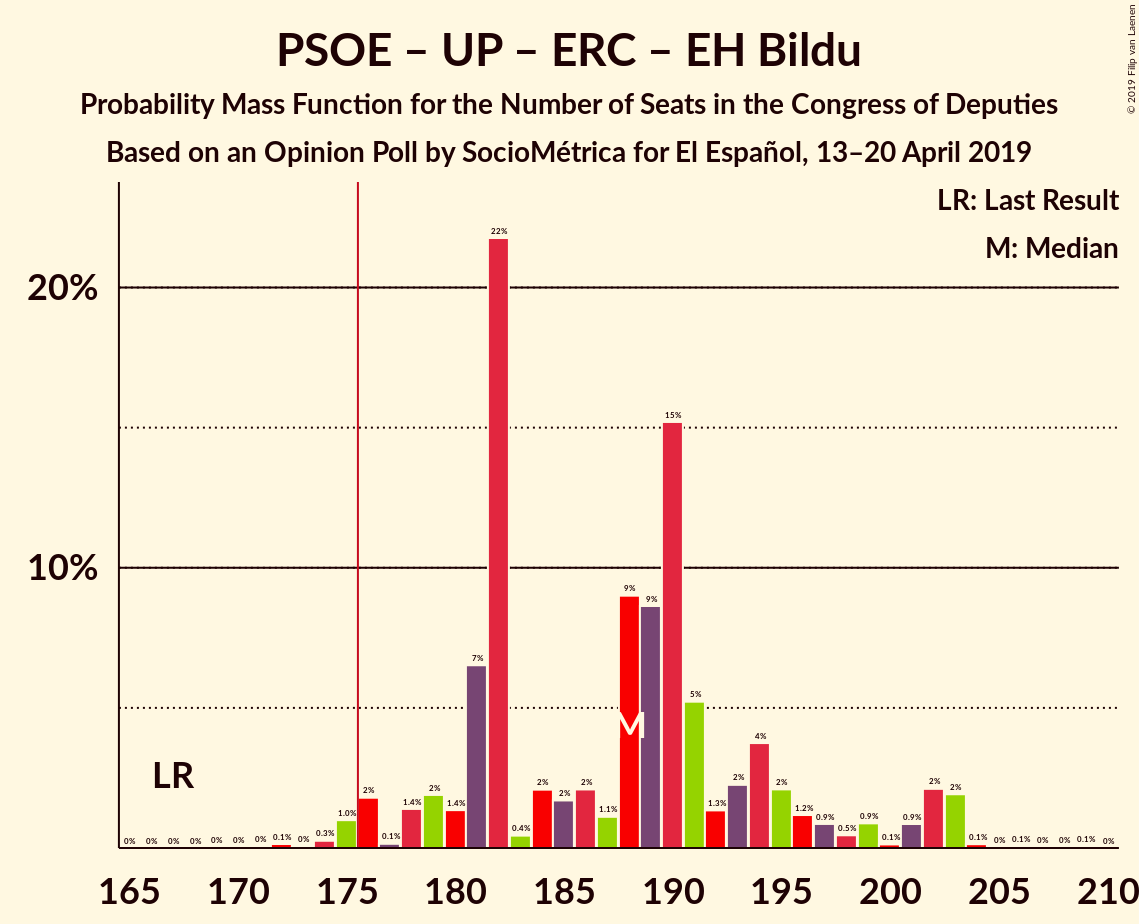 PSOE – UP – ERC – EH Bildu
Probability Mass Function for the Number of Seats in the Congress of Deputies
Based on an Opinion Poll by SocioMétrica for El Español, 13–20 April 2019
© 2019 Filip van Laenen
LR: Last Result
M: Median
20%
10%
0% 0% 0% 0% 0% 0% 0% 0.1% 0% 0.3% 1.0% 2% 0.1% 1.4% 2% 1.4% 7% 22% 0.4% 2% 2% 2% 1.1% 9% 9% 15% 5% 1.3% 2% 4% 2% 1.2% 0.9% 0.5% 0.9% 0.1% 0.9% 2% 2% 0.1% 0% 0.1% 0% 0% 0.1% 0%
M
LR
165 170 175 180 185 190 195 200 205 210